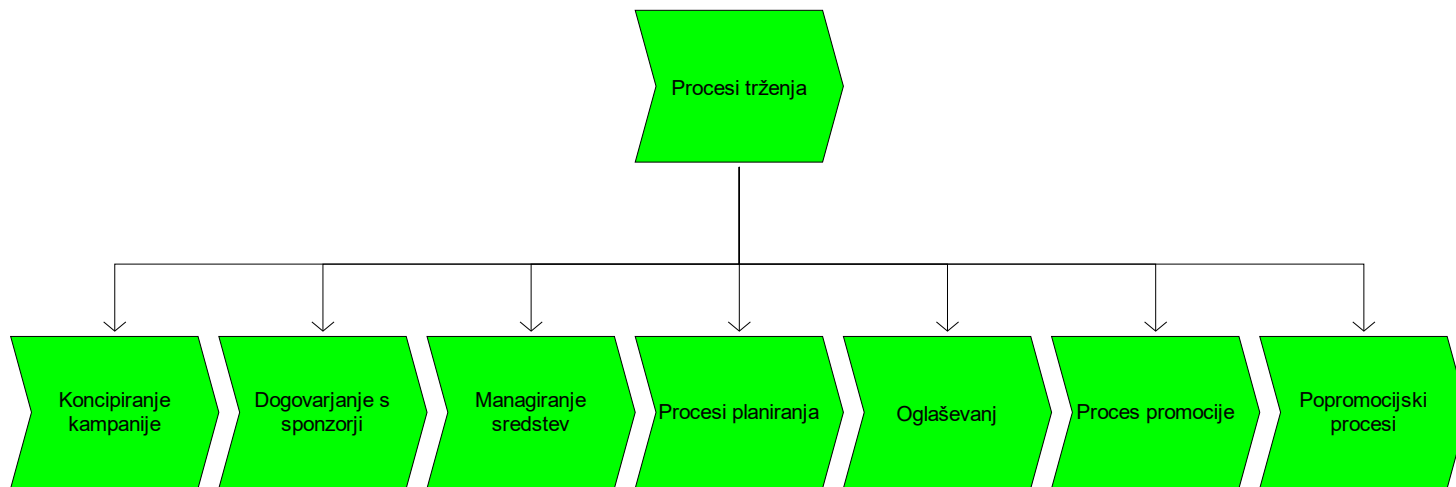 Procesi trženja
Koncipiranje
kampanije
Dogovarjanje s
sponzorji
Managiranje
sredstev
Procesi planiranja
Oglaševanj
Proces promocije
Popromocijski
procesi